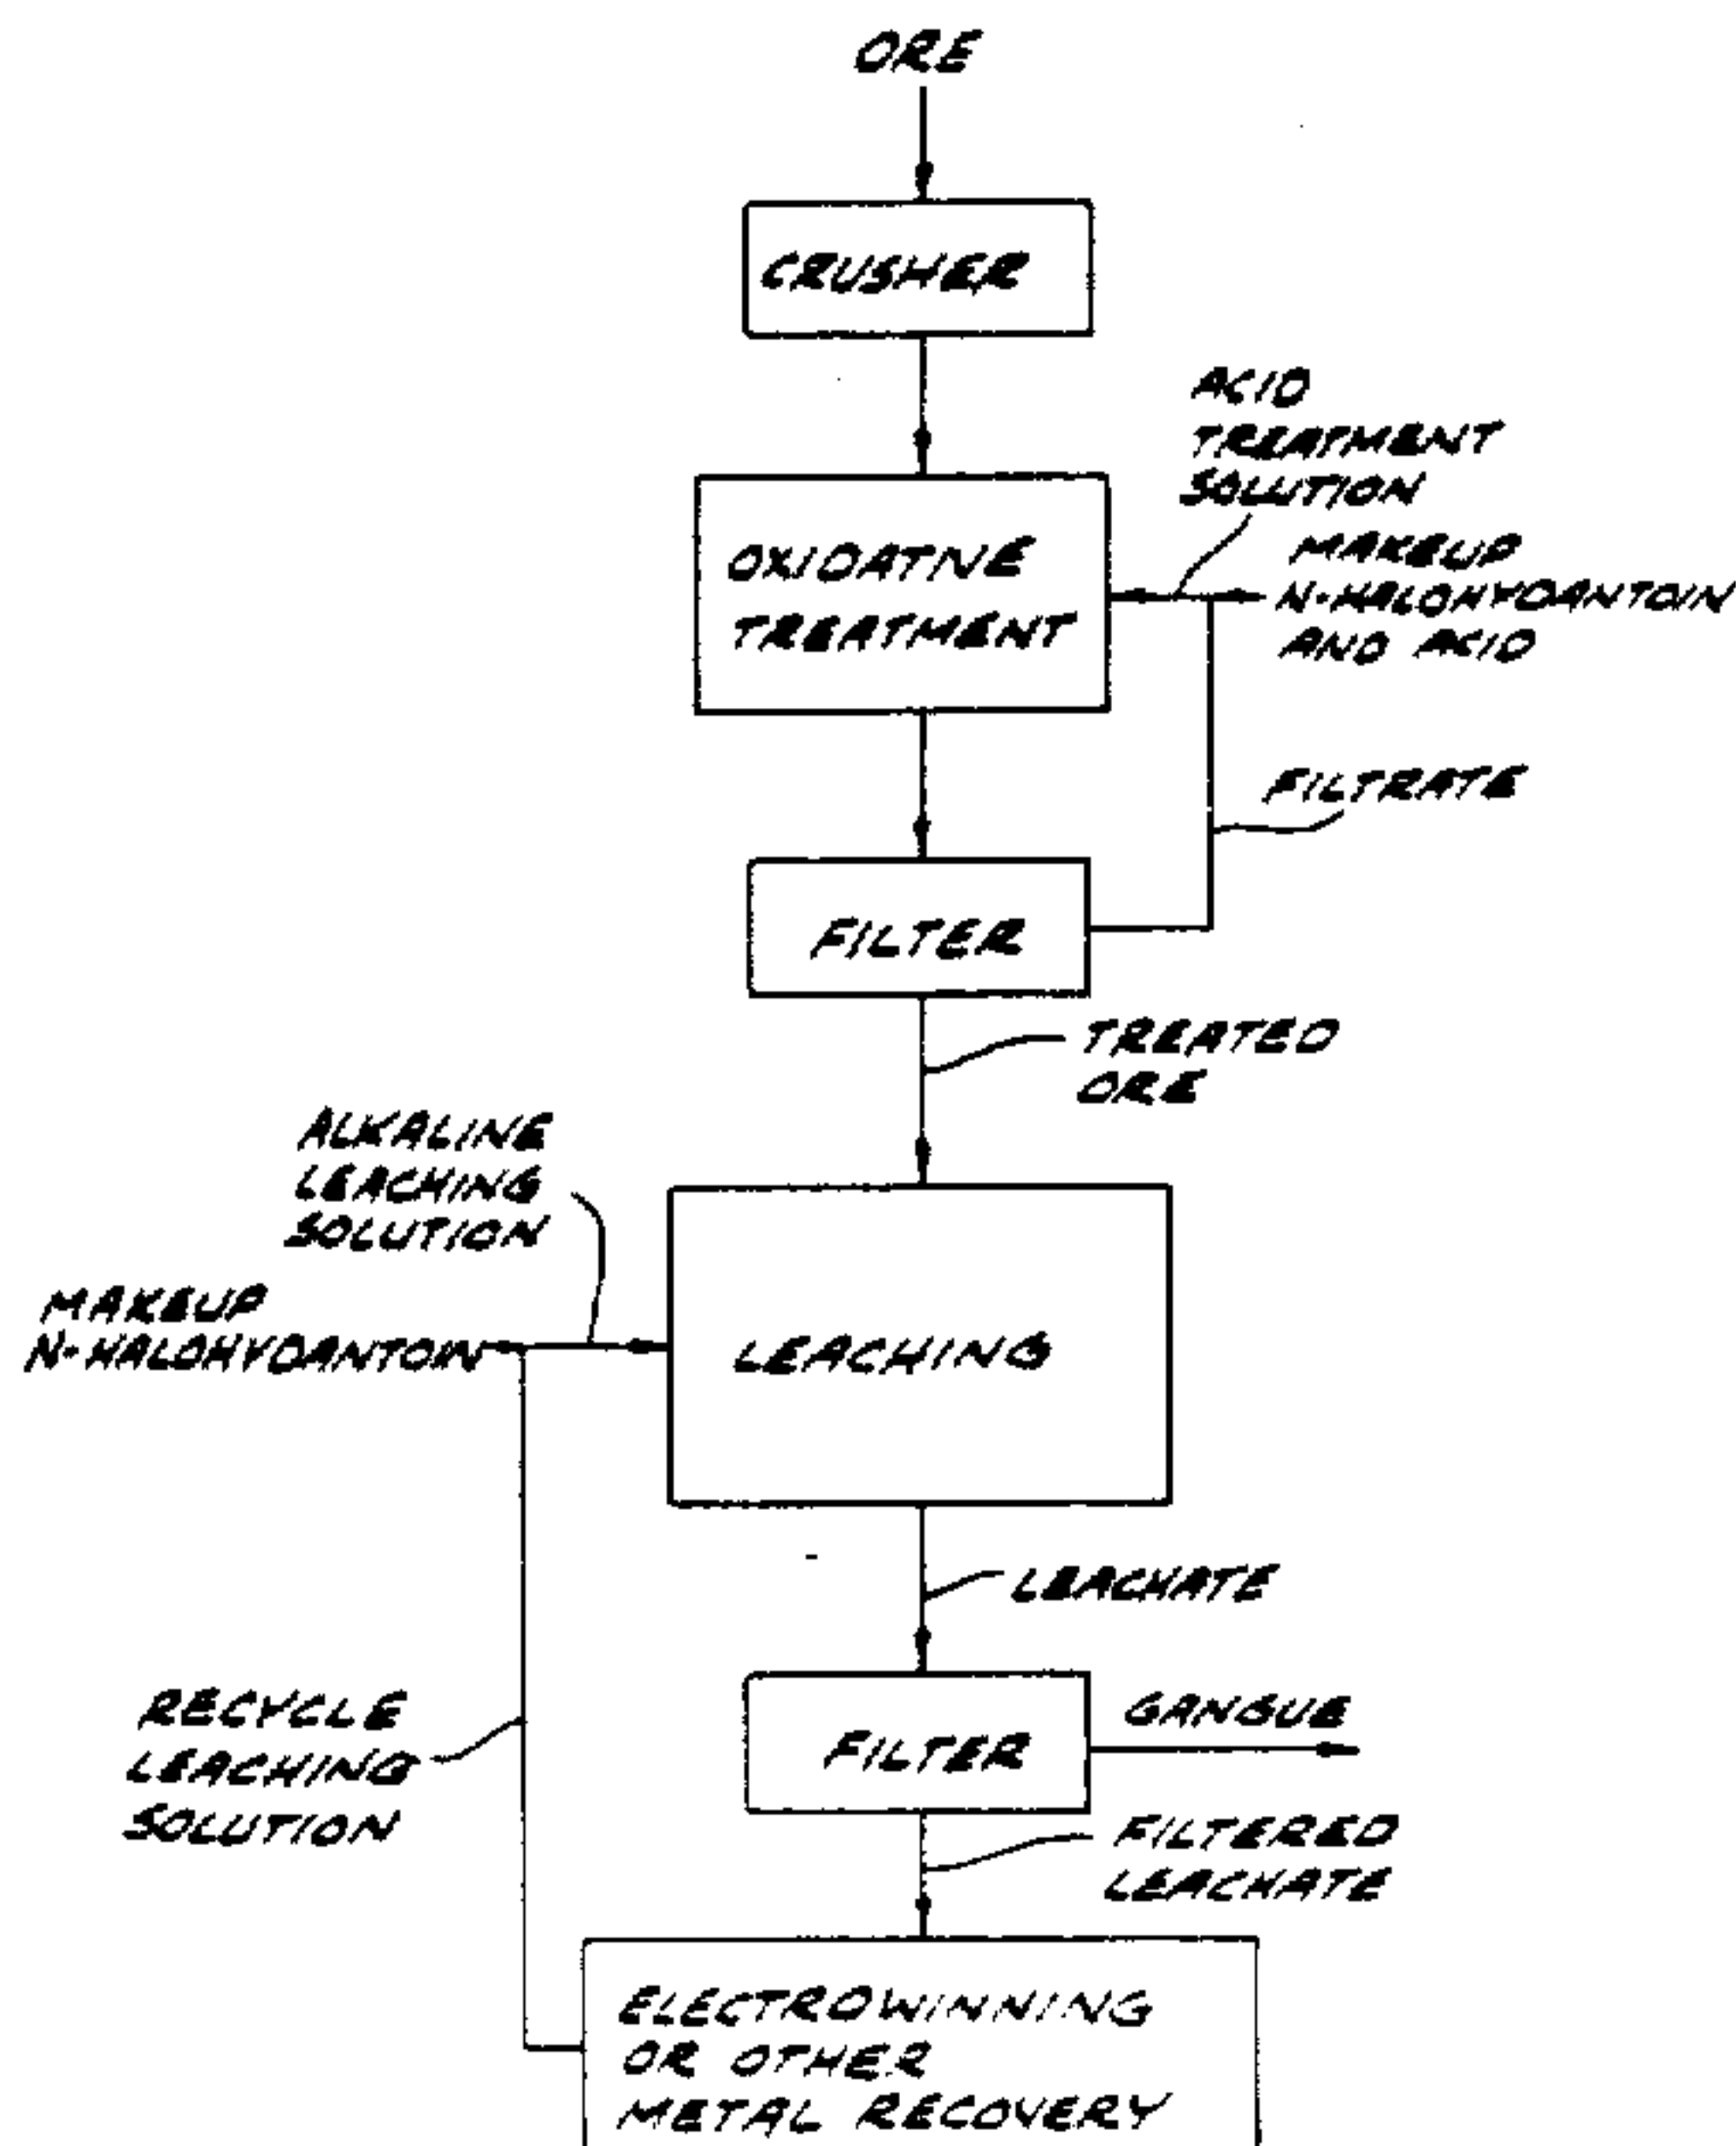 ORE
CRUSHER
ACID
TREATMENT
SOLUTION
OXIDATIVE
TREATMENT
MAKEUP
N-HALOHYDANTOIN
AND ACID
FILTRATE
FILTER
TREATED
ORE
ALKALINE
LEACHING
SOLUTION
MAKEUP
N-HALOHYDANTOIN
LEACHING
LEACHATE
RECYCLE
LEACHING
SOLUTION
FILTER
GANGUE
FILTERED
LEACHATE
ELECTROWINNING
OR OTHER
METAL RECOVERY